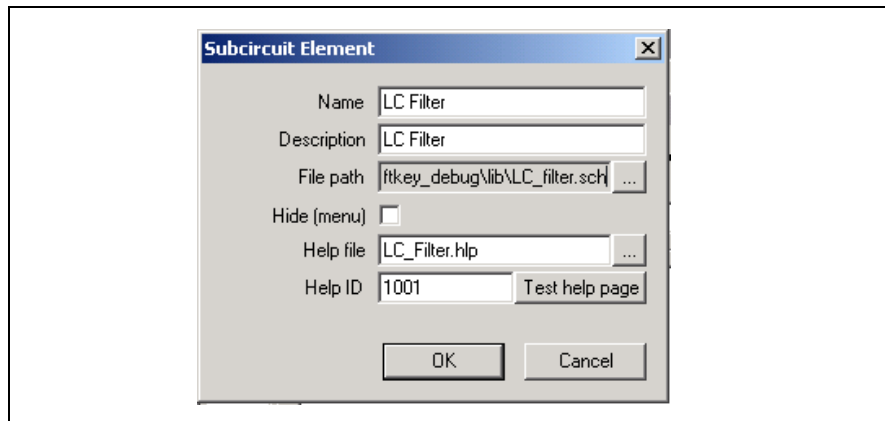 Subcircuit Element
Name LC Filter
Description LC Filter
File path ftkey_debug\lib\LC_filter.sch ...
Hide (menu)
Help file LC_Filter.hlp ...
Help ID 1001 Test help page
OK Cancel